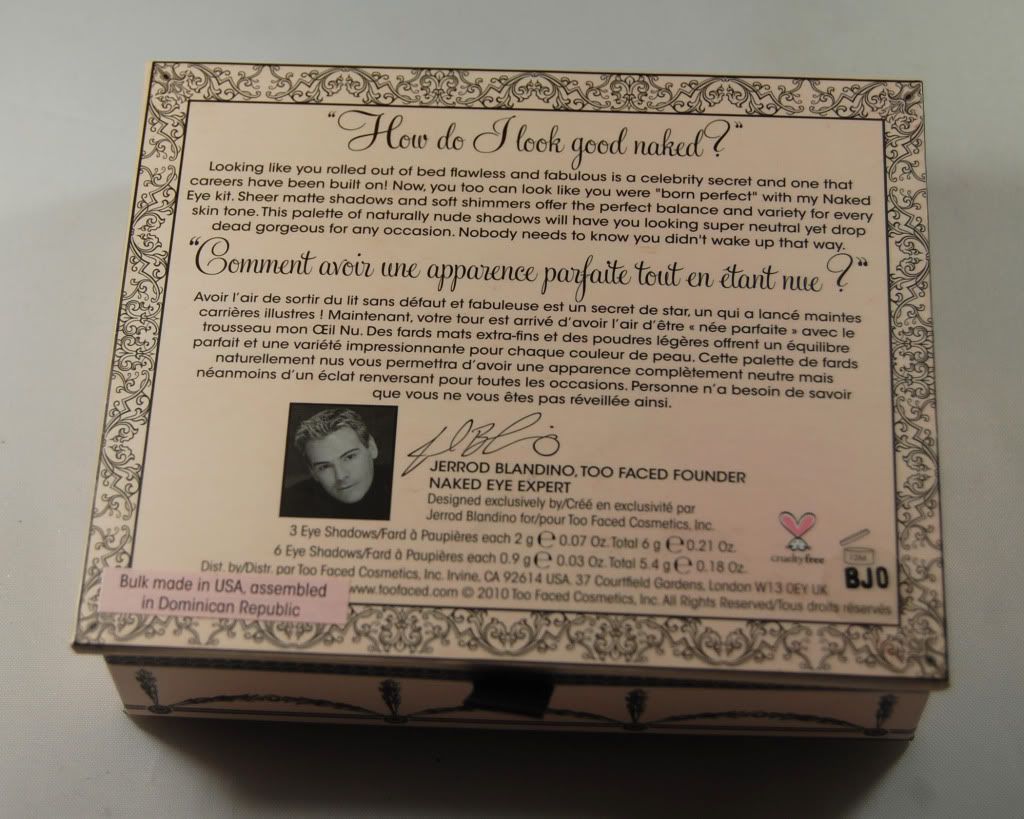 "How do I look good naked?"
Looking like you rolled out of bed flawless and fabulous is a celebrity secret and one that
careers have been built on! Now, you too can look like you were "born perfect" with my Naked
Eye kit. Sheer matte shadows and soft shimmers offer the perfect balance and variety for every
skin tone. This palette of naturally nude shadows will have you looking super neutral yet drop
dead gorgeous for any occasion. Nobody needs to know you didn't wake up that way.
"Comment avoir une apparence parfaite tout en étant nue ?"
Avoir l'air de sortir du lit sans défaut et fabuleuse est un secret de star, un qui a lancé maintes
carrières illustres ! Maintenant, votre tour est arrivé d'avoir l'air d'être « née parfaite » avec le
trousseau mon Œil Nu. Des fards mats extra-fins et des poudres légères offrent un équilibre
parfait et une variété impressionnante pour chaque couleur de peau. Cette palette de fards
naturellement nus vous permettra d'avoir une apparence complètement neutre mais
néanmoins d'un éclat renversant pour toutes les occasions. Personne n'a besoin de savoir
que vous ne vous êtes pas réveillée ainsi.
JERROD BLANDINO, TOO FACED FOUNDER
NAKED EYE EXPERT
Designed exclusively by/Créé en exclusivité par
Jerrod Blandino for/pour Too Faced Cosmetics, Inc.
3 Eye Shadows/Fard à Paupières each 2 g e 0.07 Oz. Total 6 g e 0.21 Oz.
6 Eye Shadows/Fard à Paupières each 0.9 g e 0.03 Oz. Total 5.4 g e 0.18 Oz.
cruelty free
12M
BJ0
Dist. by/Distr. par Too Faced Cosmetics, Inc. Irvine, CA 92614 USA. 37 Courtfield Gardens, London W13 0EY UK
www.toofaced.com © 2010 Too Faced Cosmetics, Inc. All Rights Reserved/Tous droits réservés
Bulk made in USA, assembled
in Dominican Republic